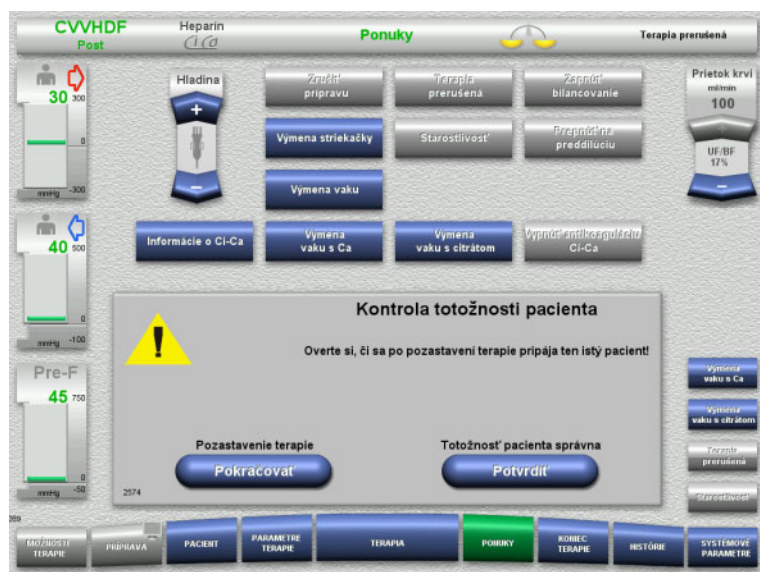 CVVHDF
Post
Heparin
Ci Ca
Ponuky
Terapia prerušená
30
300
0
mmHg -300
Hladina
+
−
Zrušiť prípravu
Terapia prerušená
Zapnúť bilancovanie
Prietok krvi
ml/min
100
+
UF/BF
17%
−
Výmena striekačky
Starostlivosť
Prepnúť na preddilúciu
Výmena vaku
40
500
0
mmHg -100
Informácie o Ci-Ca
Výmena
vaku s Ca
Výmena
vaku s citrátom
Vypnúť antikoaguláciu
Ci-Ca
Kontrola totožnosti pacienta
!
Overte si, či sa po pozastavení terapie pripája ten istý pacient!
Pre-F
45
750
0
mmHg -50
Pozastavenie terapie
Pokračovať
Totožnosť pacienta správna
Potvrdiť
2574
Výmena
vaku s Ca
Výmena
vaku s citrátom
Terapia
prerušená
Starostlivosť
MOŽNOSTI
TERAPIE
PRÍPRAVA
PACIENT
PARAMETRE
TERAPIE
TERAPIA
PONUKY
KONIEC
TERAPIE
HISTÓRIE
SYSTÉMOVÉ
PARAMETRE